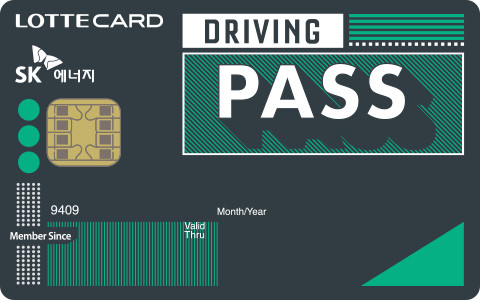 LOTTECARD
DRIVING
PASS
SK 에너지
9409
Month/Year
Valid
Thru
Member Since